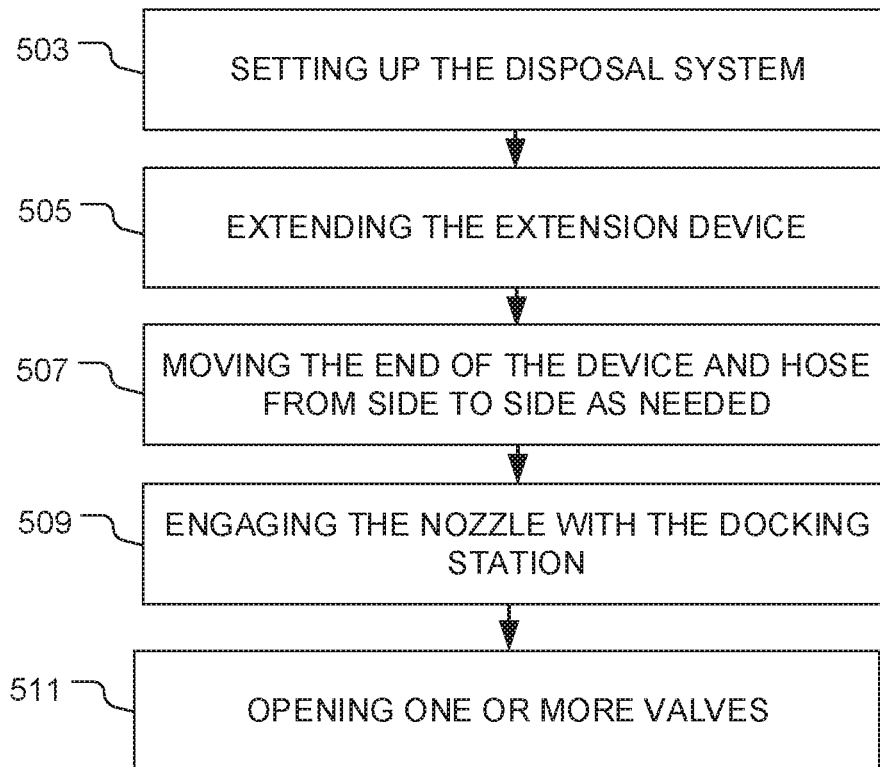 503
SETTING UP THE DISPOSAL SYSTEM
505
EXTENDING THE EXTENSION DEVICE
507
MOVING THE END OF THE DEVICE AND HOSE
FROM SIDE TO SIDE AS NEEDED
509
ENGAGING THE NOZZLE WITH THE DOCKING
STATION
511
OPENING ONE OR MORE VALVES